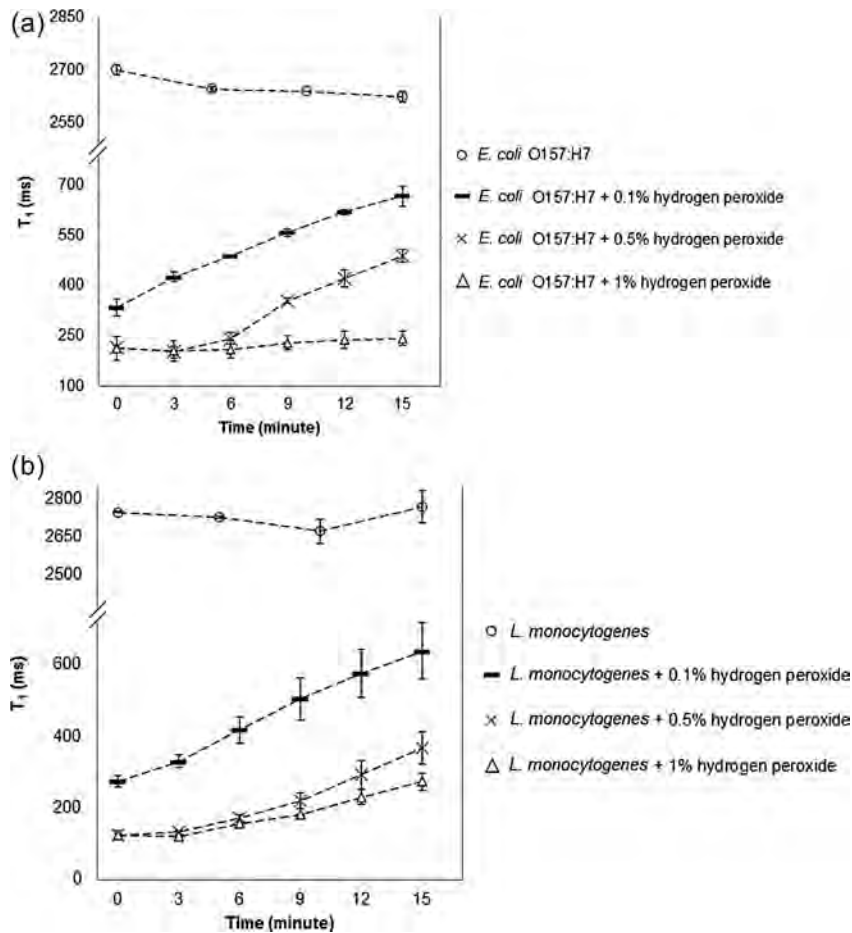 (a)
2850
2700
2550
700
550
400
250
100
T1 (ms)
0 3 6 9 12 15
Time (minute)
E. coli O157:H7
E. coli O157:H7 + 0.1% hydrogen peroxide
E. coli O157:H7 + 0.5% hydrogen peroxide
E. coli O157:H7 + 1% hydrogen peroxide
(b)
2800
2650
2500
600
400
200
0
T1 (ms)
0 3 6 9 12 15
Time (minute)
L. monocytogenes
L. monocytogenes + 0.1% hydrogen peroxide
L. monocytogenes + 0.5% hydrogen peroxide
L. monocytogenes + 1% hydrogen peroxide